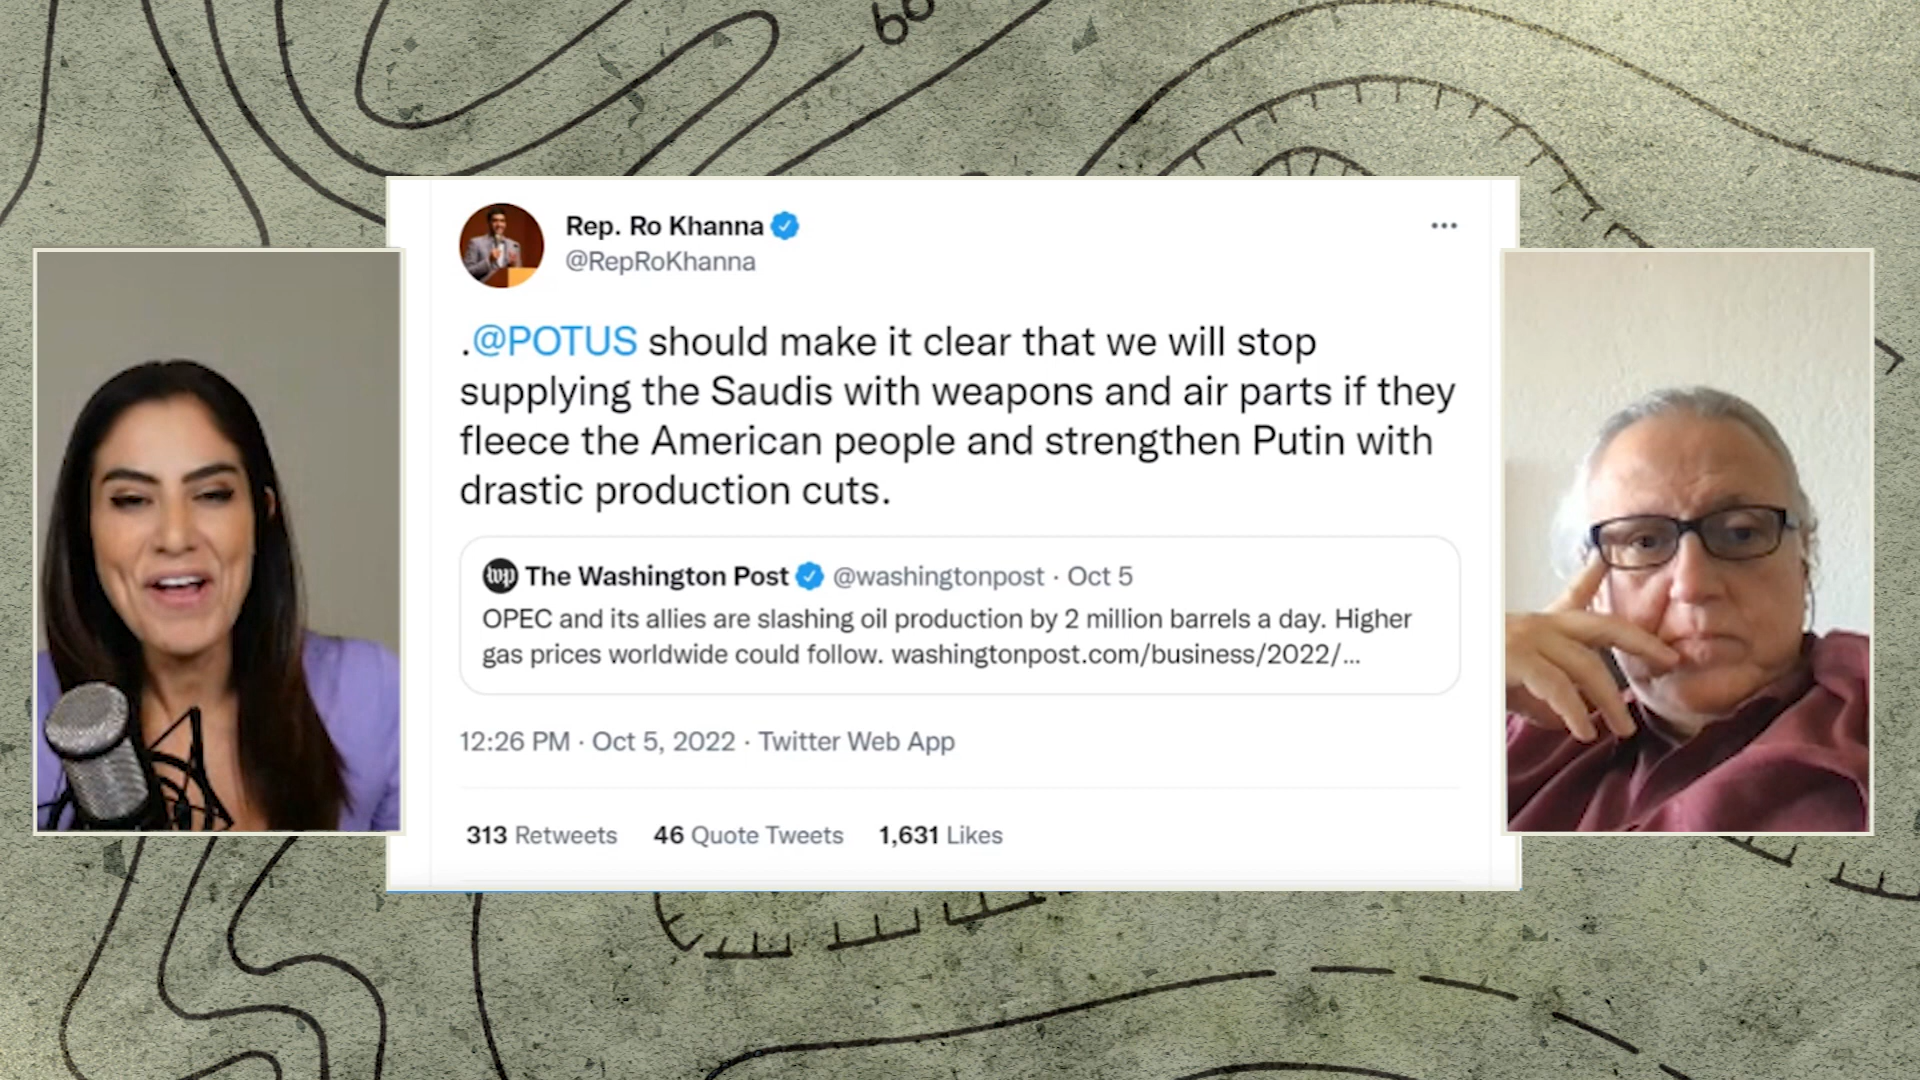 60
Rep. Ro Khanna
@RepRoKhanna
.@POTUS should make it clear that we will stop
supplying the Saudis with weapons and air parts if they
fleece the American people and strengthen Putin with
drastic production cuts.
wp The Washington Post @washingtonpost · Oct 5
OPEC and its allies are slashing oil production by 2 million barrels a day. Higher
gas prices worldwide could follow. washingtonpost.com/business/2022/...
12:26 PM · Oct 5, 2022 · Twitter Web App
313 Retweets 46 Quote Tweets 1,631 Likes